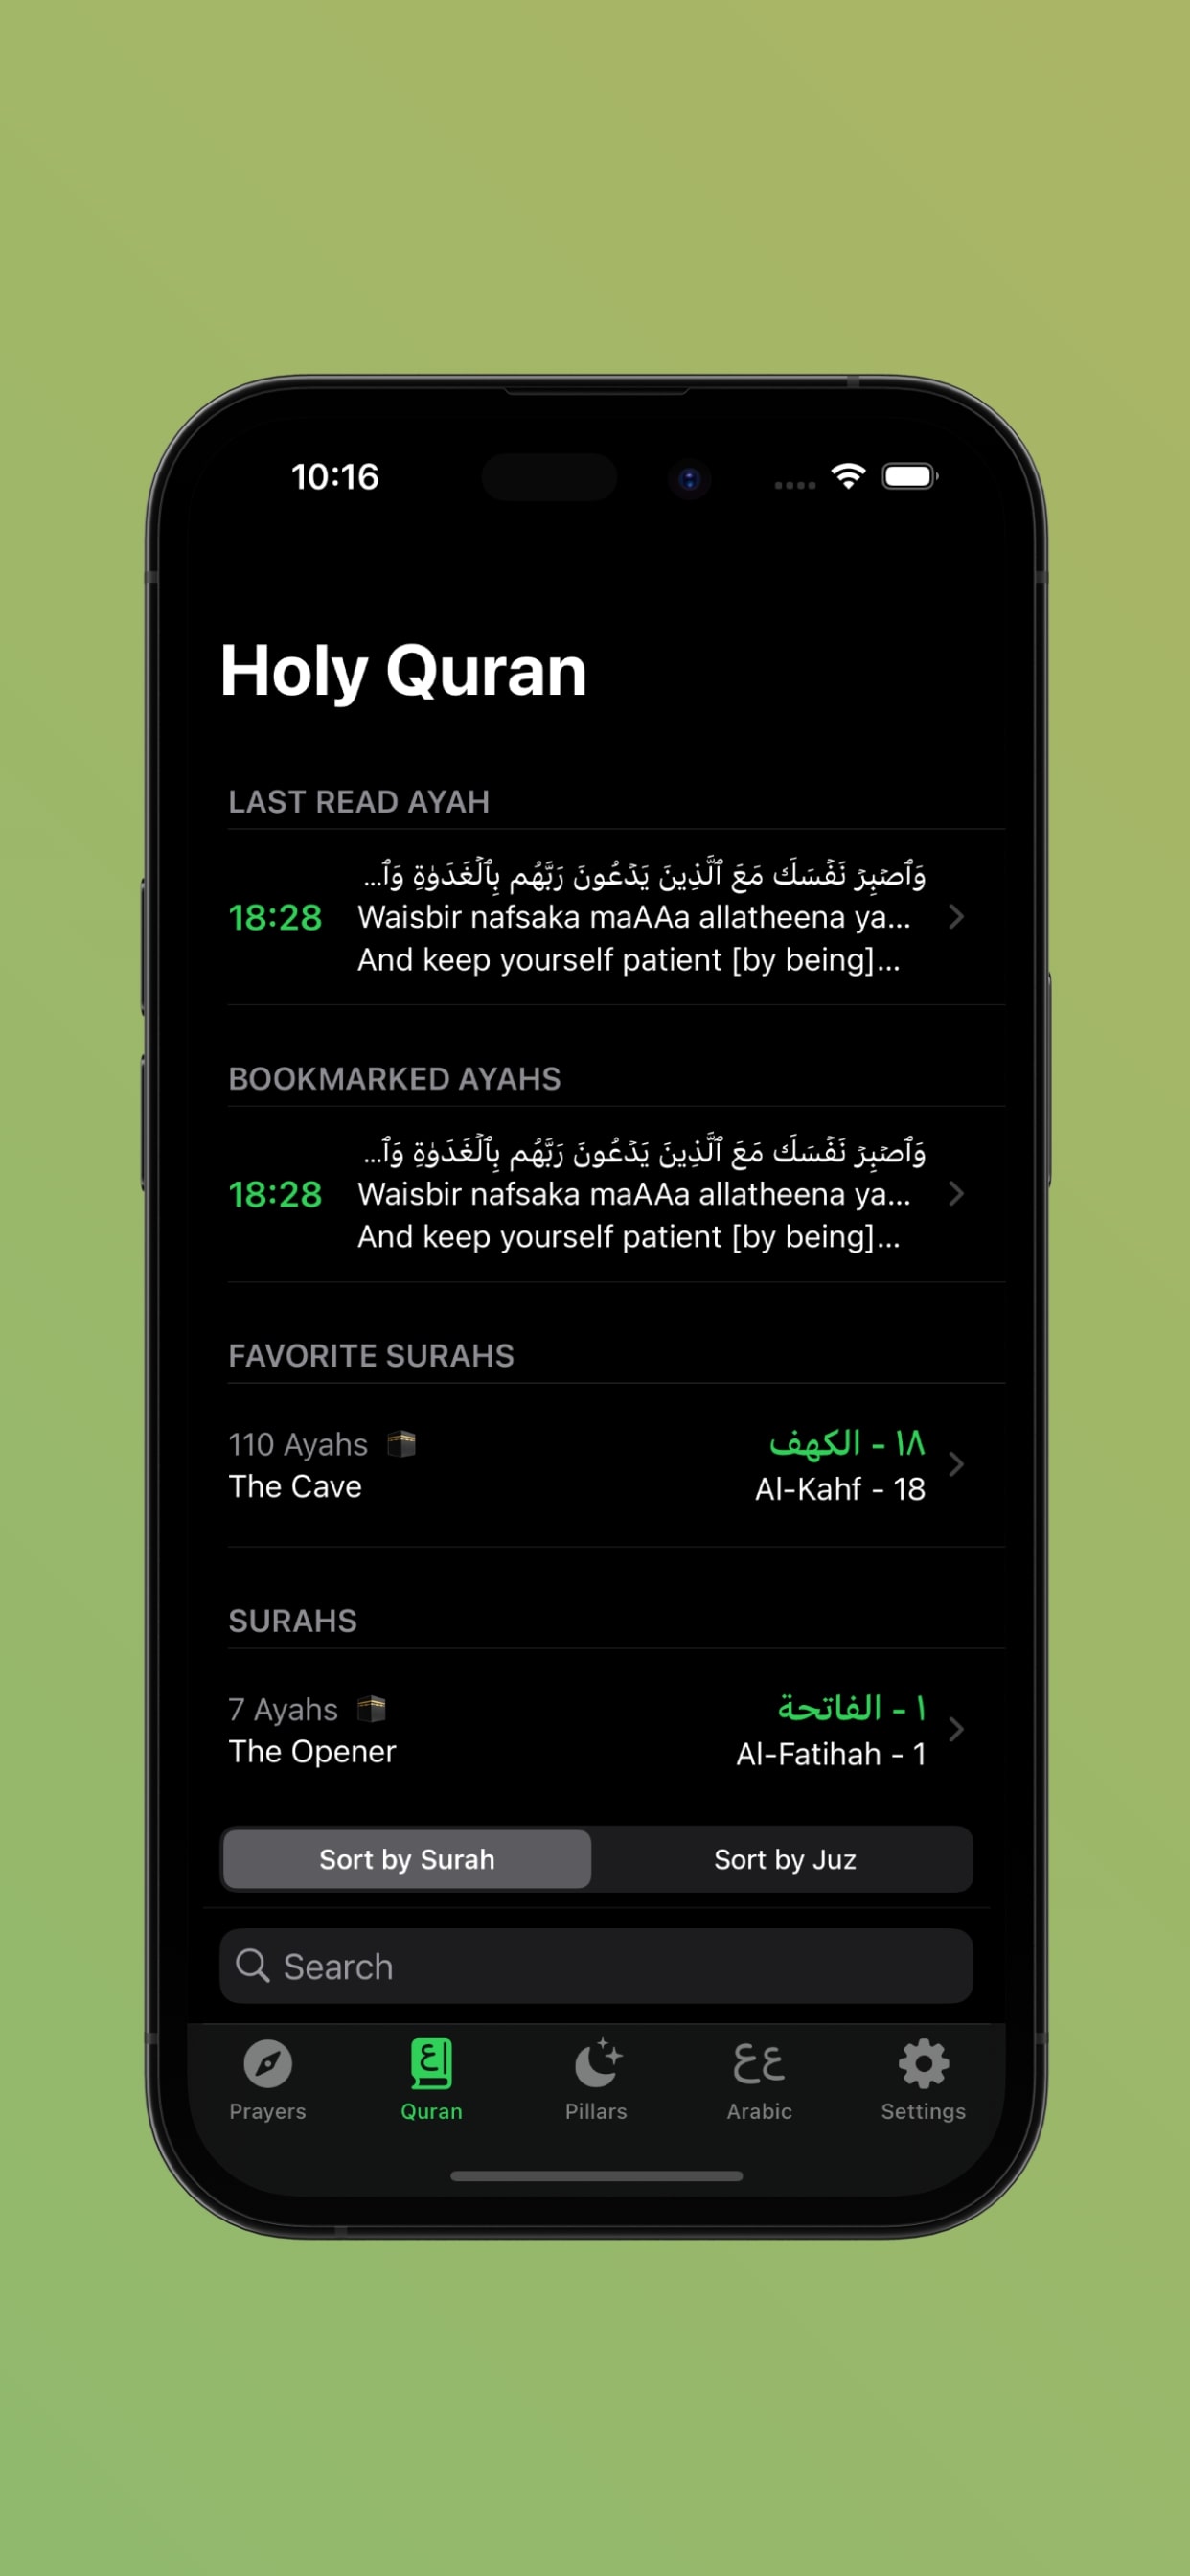 10:16
Holy Quran
LAST READ AYAH
وَٱصۡبِرۡ نَفۡسَكَ مَعَ ٱلَّذِينَ يَدۡعُونَ رَبَّهُم بِٱلۡغَدَوٰةِ وَٱ...
18:28
Waisbir nafsaka maAAa allatheena ya...
And keep yourself patient [by being]...
BOOKMARKED AYAHS
وَٱصۡبِرۡ نَفۡسَكَ مَعَ ٱلَّذِينَ يَدۡعُونَ رَبَّهُم بِٱلۡغَدَوٰةِ وَٱ...
18:28
Waisbir nafsaka maAAa allatheena ya...
And keep yourself patient [by being]...
FAVORITE SURAHS
110 Ayahs
١٨ - الكهف
The Cave
Al-Kahf - 18
SURAHS
7 Ayahs
١ - الفاتحة
The Opener
Al-Fatihah - 1
Sort by Surah
Sort by Juz
Search
Prayers
Quran
Pillars
Arabic
Settings